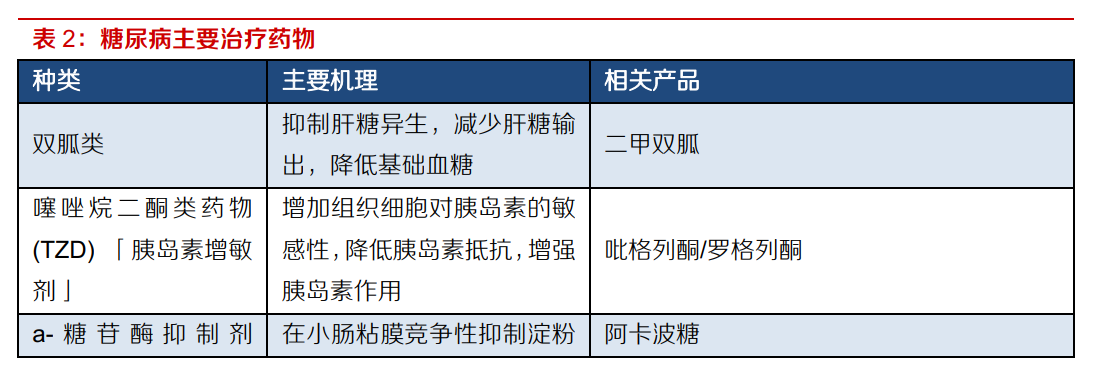 表 2：糖尿病主要治疗药物
种类 主要机理 相关产品
双胍类 抑制肝糖异生，减少肝糖输出，降低基础血糖 二甲双胍
噻唑烷二酮类药物(TZD) 「胰岛素增敏剂」 增加组织细胞对胰岛素的敏感性，降低胰岛素抵抗，增强胰岛素作用 吡格列酮/罗格列酮
a-糖苷酶抑制剂 在小肠粘膜竞争性抑制淀粉 阿卡波糖